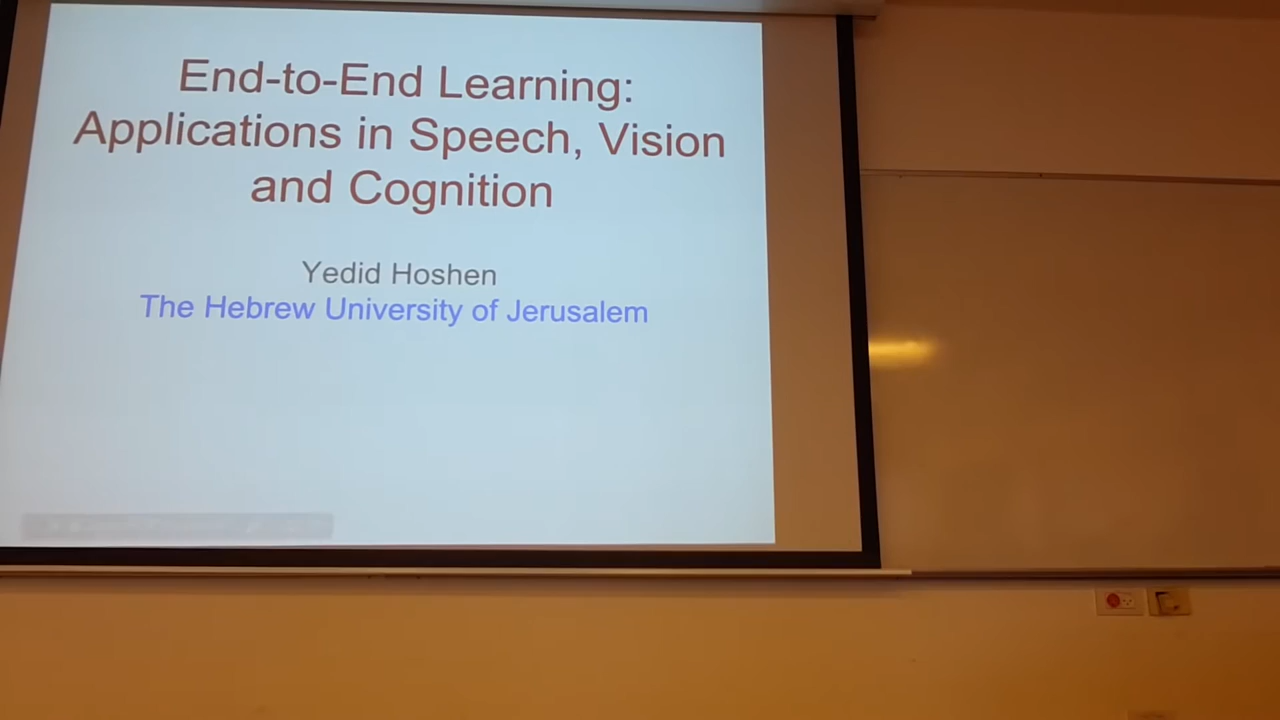 End-to-End Learning:
Applications in Speech, Vision
and Cognition
Yedid Hoshen
The Hebrew University of Jerusalem